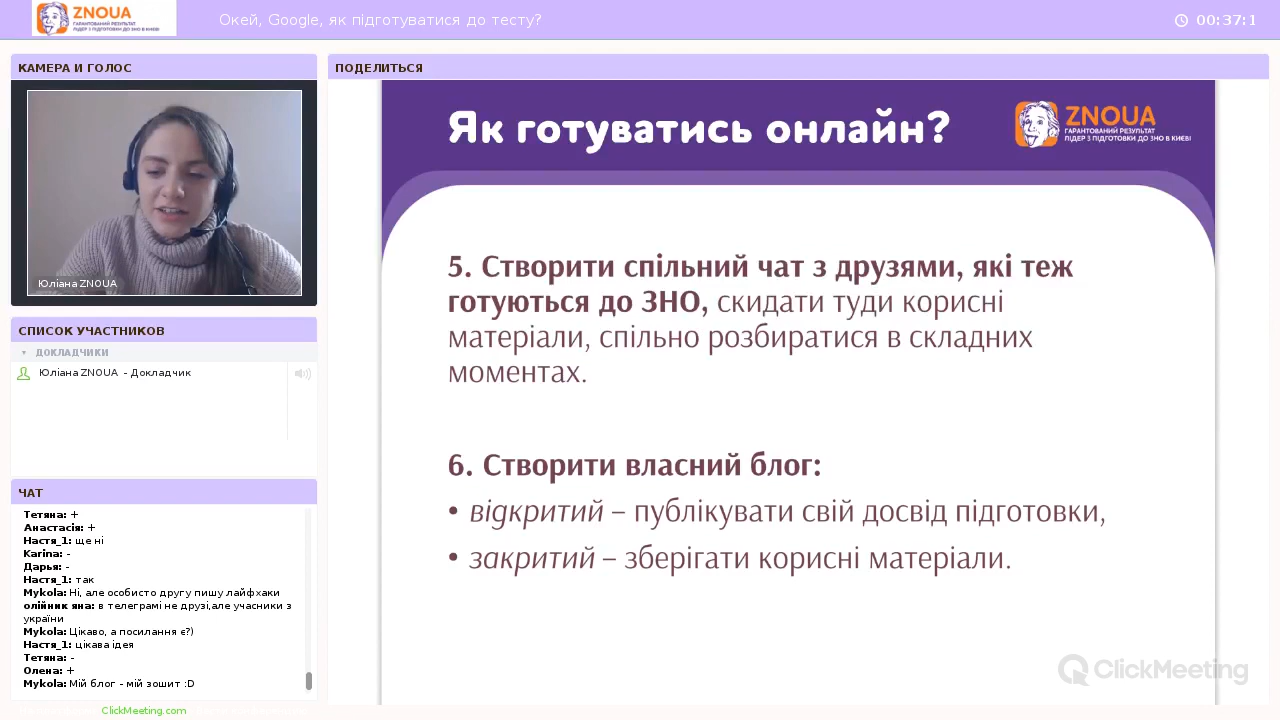 ZNOUA
ГАРАНТОВАНИЙ РЕЗУЛЬТАТ
ЛІДЕР З ПІДГОТОВКИ ДО ЗНО В КИЄВІ
Окей, Google, як підготуватися до тесту?
00:37:1
КАМЕРА И ГОЛОС
Юліана ZNOUA
СПИСОК УЧАСТНИКОВ
ДОКЛАДЧИКИ
Юліана ZNOUA - Докладчик
ЧАТ
Тетяна: +
Анастасія: +
Настя_1: ще ні
Karina: -
Дарья: -
Настя_1: так
Mykola: Ні, але особисто другу пишу лайфхаки
олійник яна: в телеграмі не друзі,але учасники з
україни
Mykola: Цікаво, а посилання є?)
Настя_1: цікава ідея
Тетяна: -
Олена: +
Mykola: Мій блог - мій зошит :D
ClickMeeting.com
ПОДЕЛИТЬСЯ
Як готуватись онлайн?
ZNOUA
ГАРАНТОВАНИЙ РЕЗУЛЬТАТ
ЛІДЕР З ПІДГОТОВКИ ДО ЗНО В КИЄВІ
5. Створити спільний чат з друзями, які теж
готуються до ЗНО, скидати туди корисні
матеріали, спільно розбиратися в складних
моментах.
6. Створити власний блог:
• відкритий – публікувати свій досвід підготовки,
• закритий – зберігати корисні матеріали.
ClickMeeting